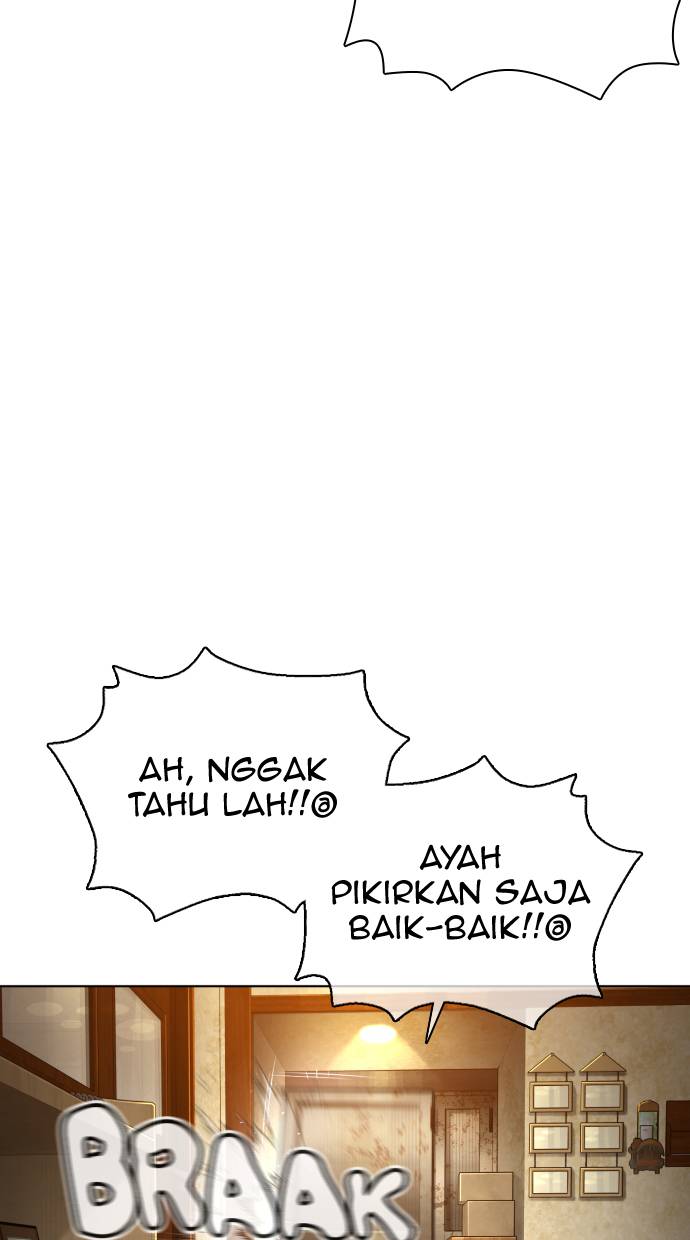 AH, NGGAK
TAHU LAH!!@
AYAH
PIKIRKAN SAJA
BAIK-BAIK!!@
BRAAK